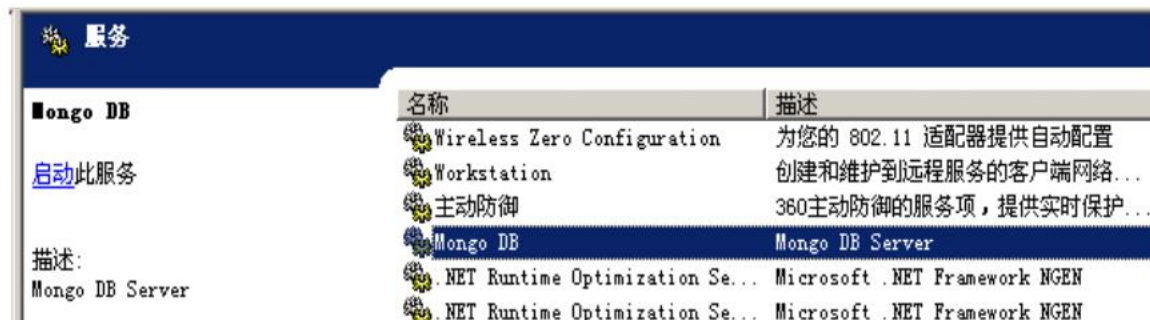 服务
Mongo DB
启动此服务
描述:
Mongo DB Server
名称 描述
Wireless Zero Configuration 为您的 802.11 适配器提供自动配置
Workstation 创建和维护到远程服务的客户端网络...
主动防御 360主动防御的服务项，提供实时保护...
Mongo DB Mongo DB Server
.NET Runtime Optimization Se... Microsoft .NET Framework NGEN
.NET Runtime Optimization Se... Microsoft .NET Framework NGEN